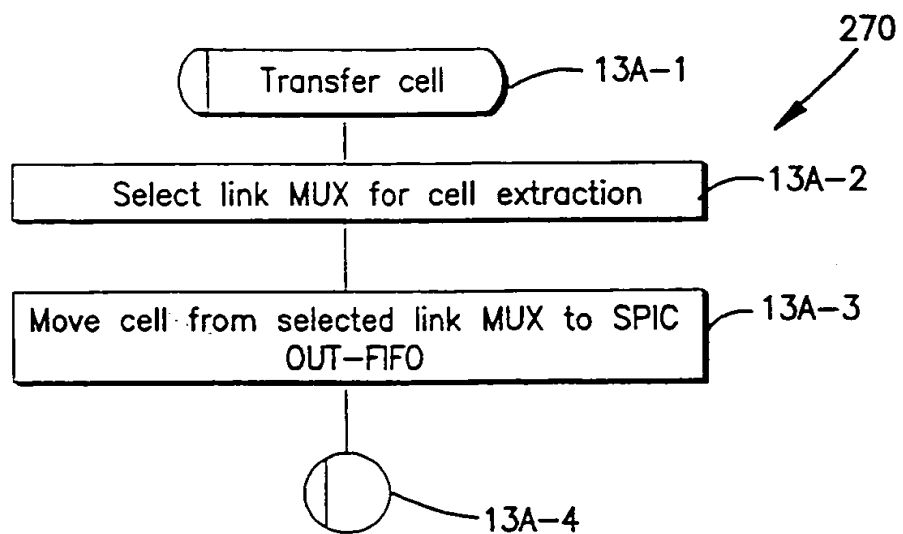 270
Transfer cell
13A-1
Select link MUX for cell extraction
13A-2
Move cell from selected link MUX to SPIC
OUT-FIFO
13A-3
13A-4